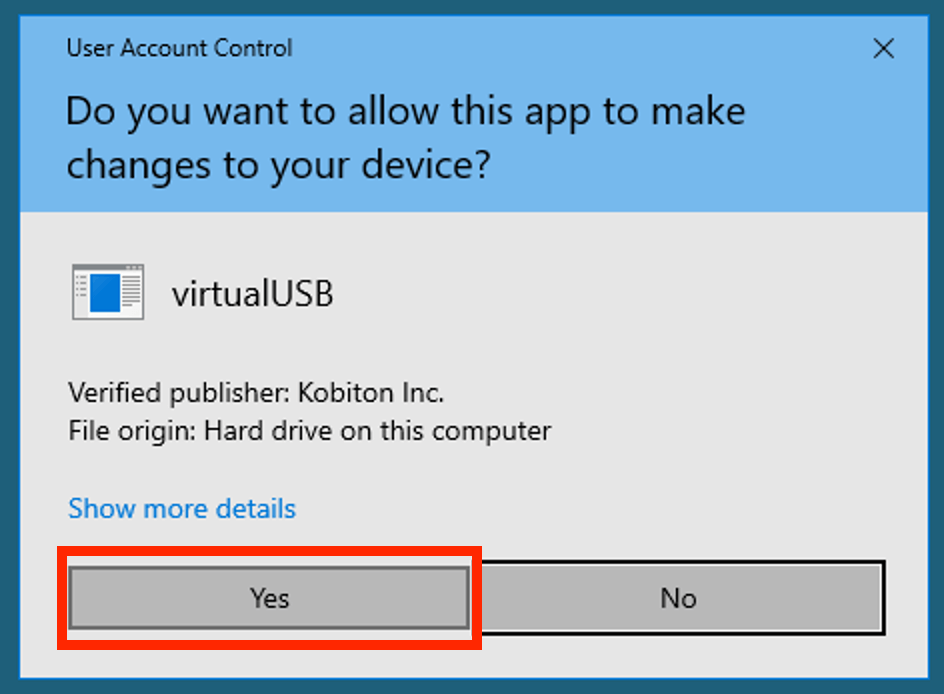 User Account Control
Do you want to allow this app to make
changes to your device?
virtualUSB
Verified publisher: Kobiton Inc.
File origin: Hard drive on this computer
Show more details
Yes
No